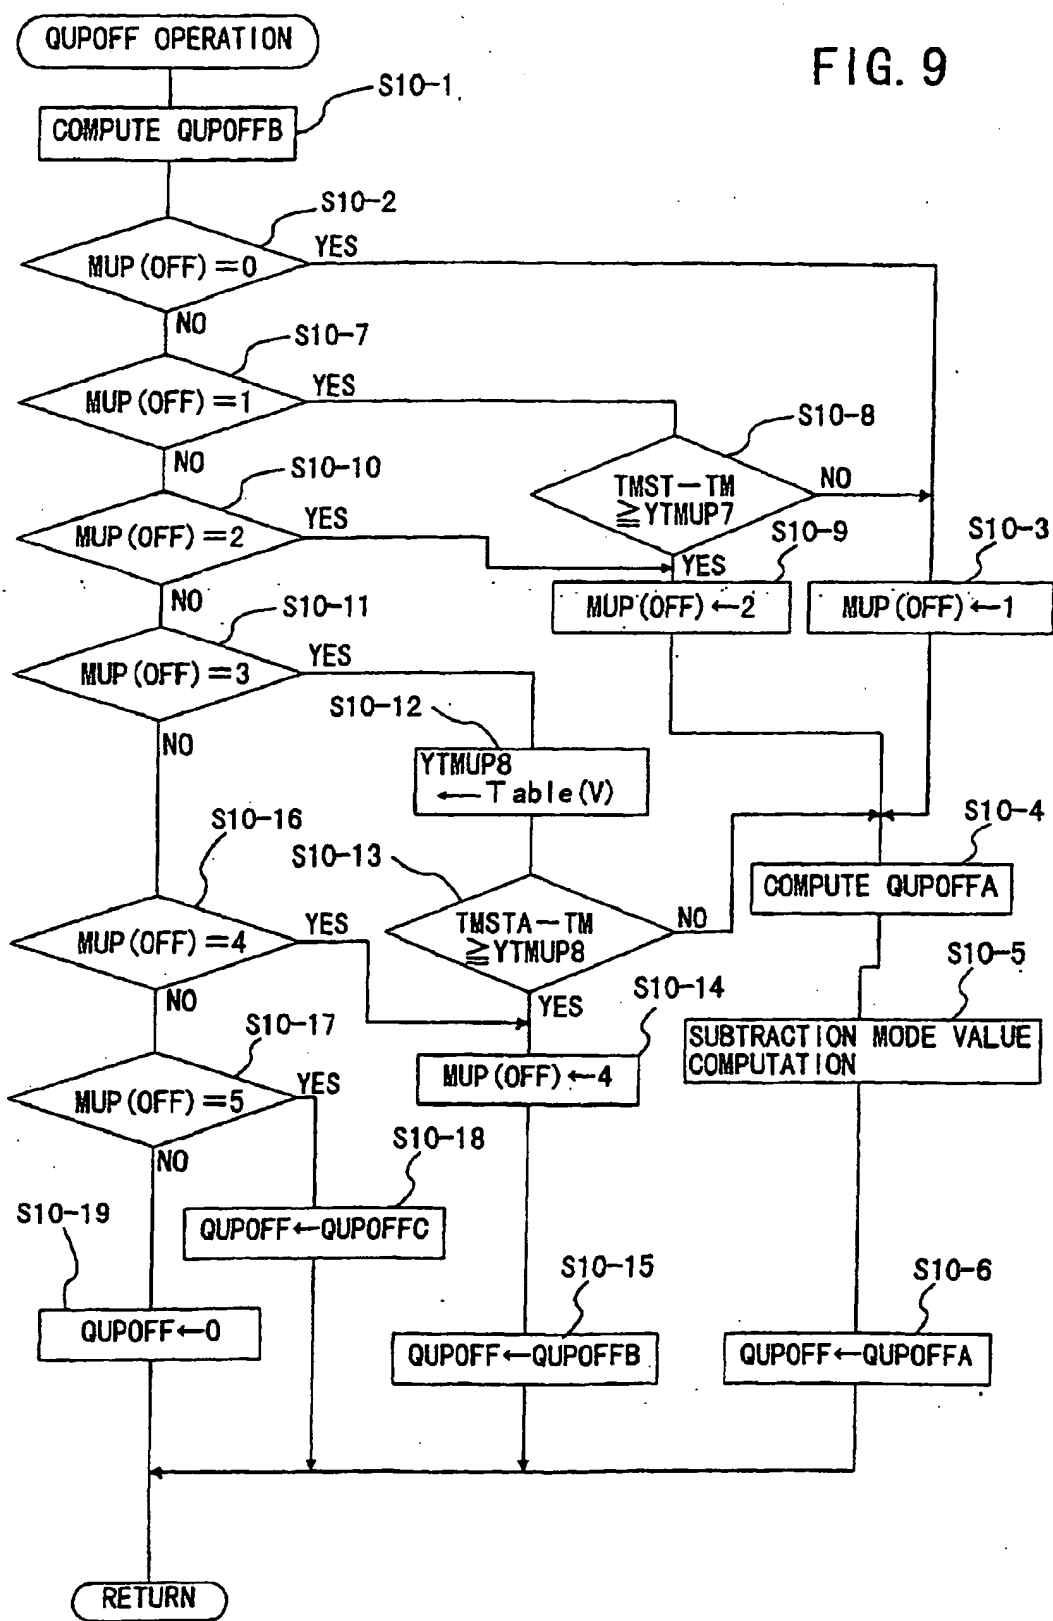 QUPOFF OPERATION
FIG. 9
S10-1
COMPUTE QUPOFFB
S10-2
MUP(OFF)=0
YES
NO
S10-7
MUP(OFF)=1
YES
NO
S10-8
TMST-TM
≧YTMUP7
NO
YES
S10-10
MUP(OFF)=2
YES
NO
S10-9
MUP(OFF)←2
S10-3
MUP(OFF)←1
S10-11
MUP(OFF)=3
YES
NO
S10-12
YTMUP8
←Table(V)
S10-13
TMSTA-TM
≧YTMUP8
NO
YES
S10-4
COMPUTE QUPOFFA
S10-16
MUP(OFF)=4
YES
NO
S10-5
SUBTRACTION MODE VALUE
COMPUTATION
S10-14
MUP(OFF)←4
S10-17
MUP(OFF)=5
YES
NO
S10-18
QUPOFF←QUPOFFC
S10-19
QUPOFF←0
S10-15
QUPOFF←QUPOFFB
S10-6
QUPOFF←QUPOFFA
RETURN